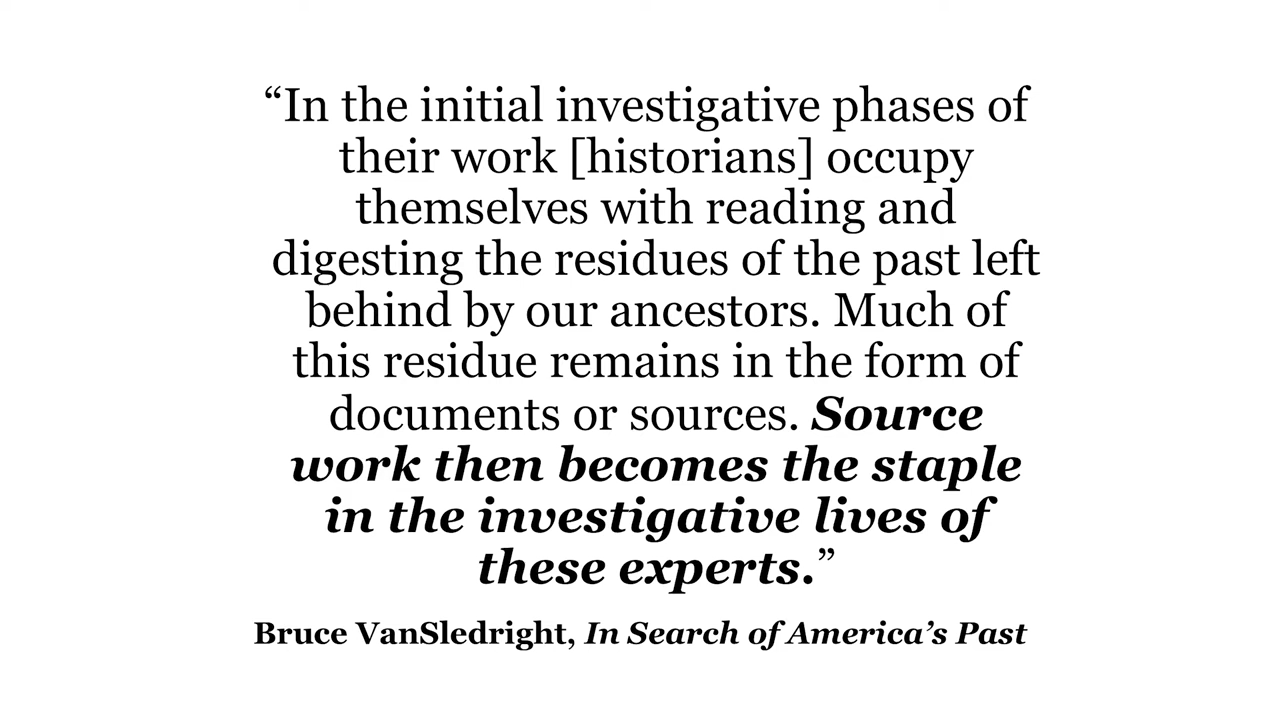 “In the initial investigative phases of
their work [historians] occupy
themselves with reading and
digesting the residues of the past left
behind by our ancestors. Much of
this residue remains in the form of
documents or sources. Source
work then becomes the staple
in the investigative lives of
these experts.”
Bruce VanSledright, In Search of America’s Past